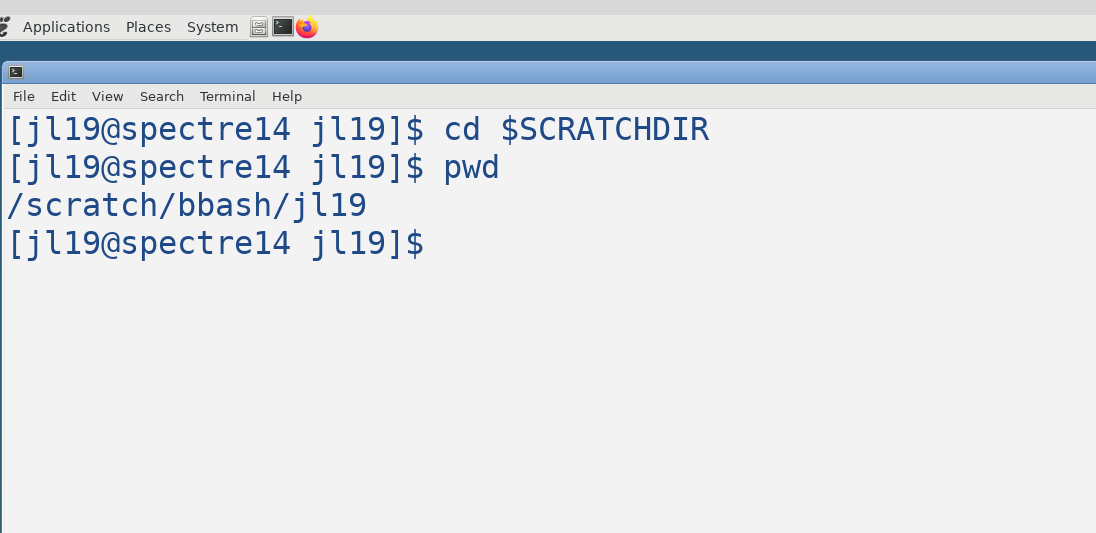 Applications Places System
File Edit View Search Terminal Help
[jl19@spectre14 jl19]$ cd $SCRATCHDIR
[jl19@spectre14 jl19]$ pwd
/scratch/bbash/jl19
[jl19@spectre14 jl19]$